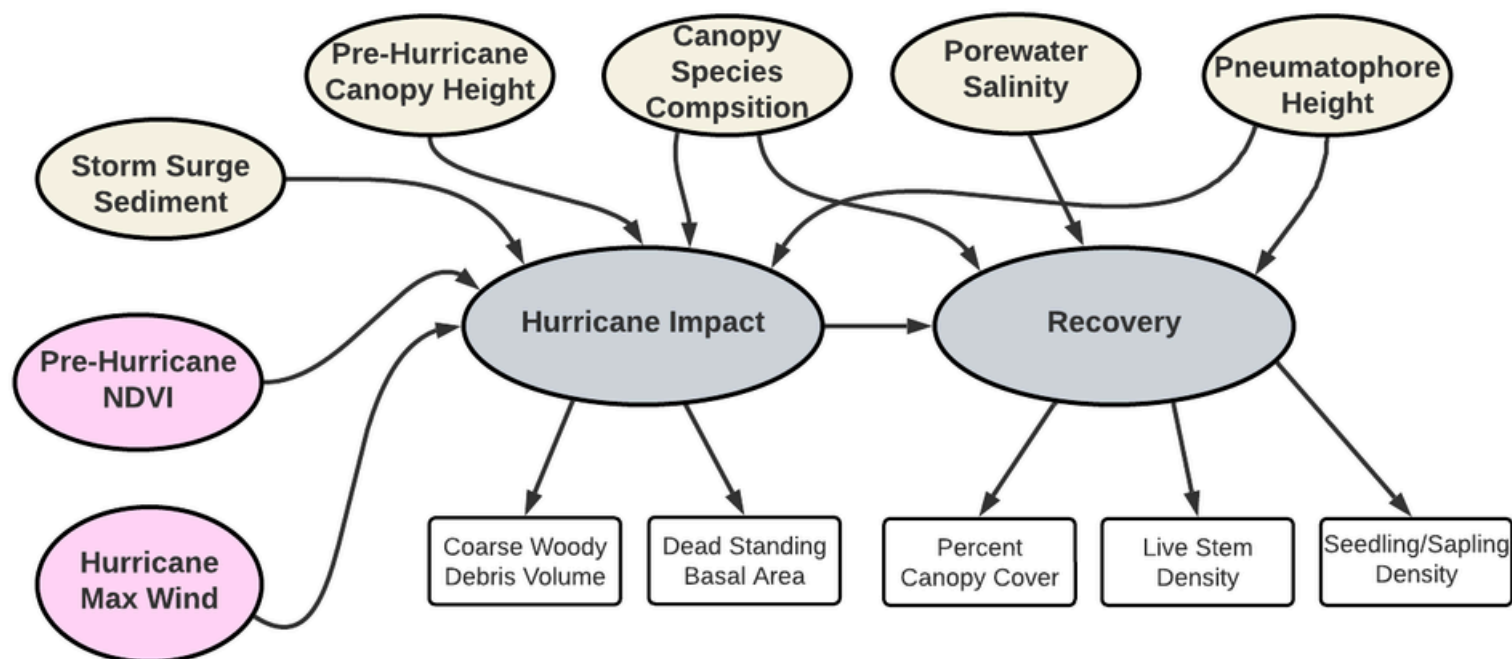 Pre-Hurricane
Canopy Height
Canopy
Species
Compsition
Porewater
Salinity
Pneumatophore
Height
Storm Surge
Sediment
Hurricane Impact
Recovery
Pre-Hurricane
NDVI
Hurricane
Max Wind
Coarse Woody
Debris Volume
Dead Standing
Basal Area
Percent
Canopy Cover
Live Stem
Density
Seedling/Sapling
Density